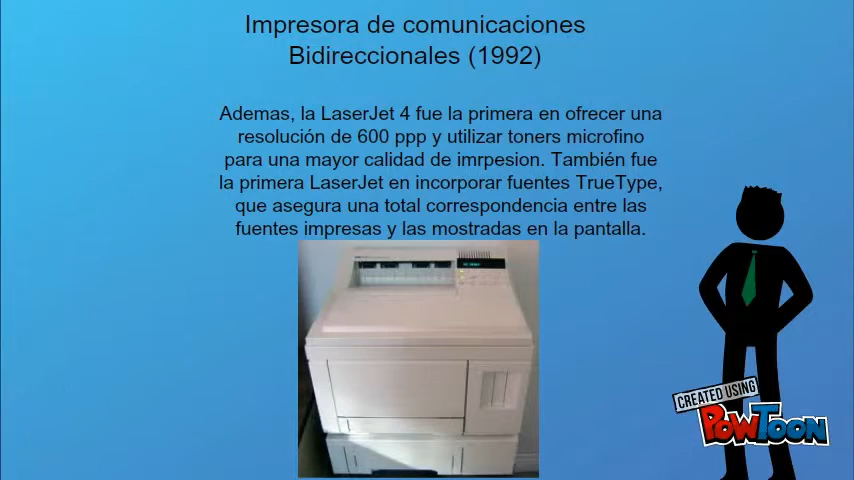 Impresora de comunicaciones
Bidireccionales (1992)
Ademas, la LaserJet 4 fue la primera en ofrecer una
resolución de 600 ppp y utilizar toners microfino
para una mayor calidad de imrpesion. También fue
la primera LaserJet en incorporar fuentes TrueType,
que asegura una total correspondencia entre las
fuentes impresas y las mostradas en la pantalla.
CREATED USING
POWTOON